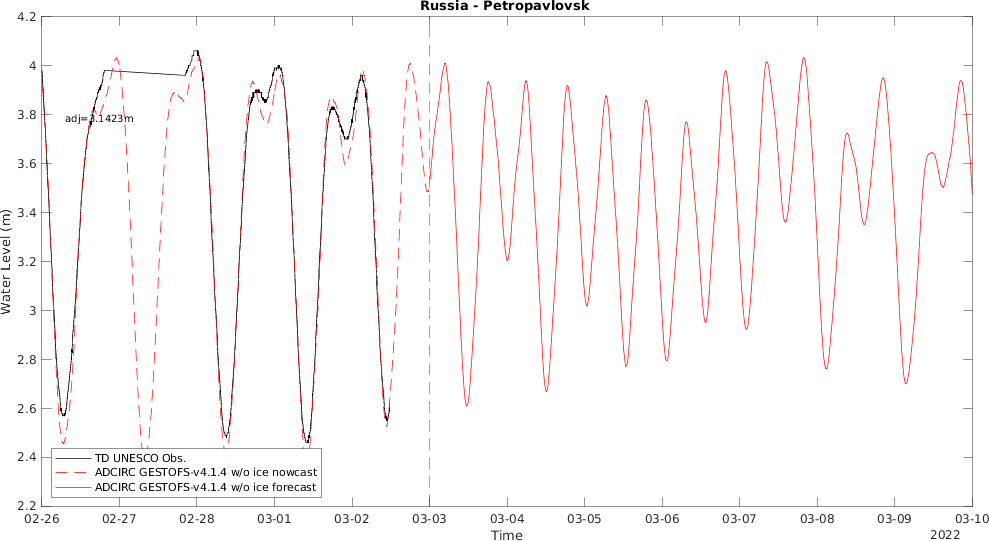 Russia - Petropavlovsk
4.2
4
3.8
3.6
3.4
3.2
3
2.8
2.6
2.4
2.2
Water Level (m)
adj=3.1423m
TD UNESCO Obs.
ADCIRC GESTOFS-v4.1.4 w/o ice nowcast
ADCIRC GESTOFS-v4.1.4 w/o ice forecast
02-26 02-27 02-28 03-01 03-02 03-03 03-04 03-05 03-06 03-07 03-08 03-09 03-10
Time
2022